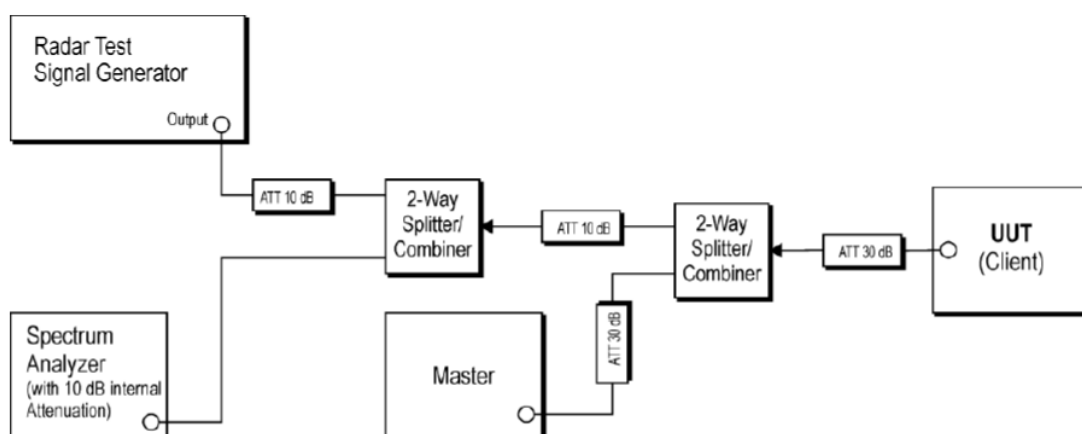 Radar Test
Signal Generator
Output
ATT 10 dB
2-Way
Splitter/
Combiner
ATT 10 dB
2-Way
Splitter/
Combiner
ATT 30 dB
UUT
(Client)
Spectrum
Analyzer
(with 10 dB internal
Attenuation)
Master
ATT 30 dB